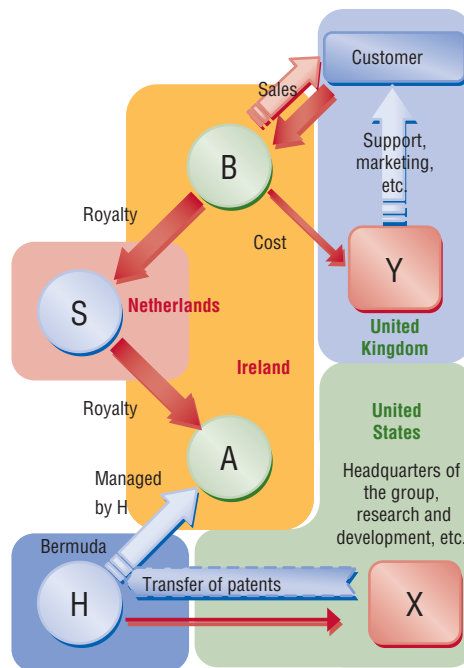 Customer
Sales
Support,
marketing,
etc.
B
Royalty
Cost
Y
S
Netherlands
United
Kingdom
Ireland
Royalty
United
States
A
Managed
by H
Headquarters of
the group,
research and
development, etc.
Bermuda
Transfer of patents
H
X